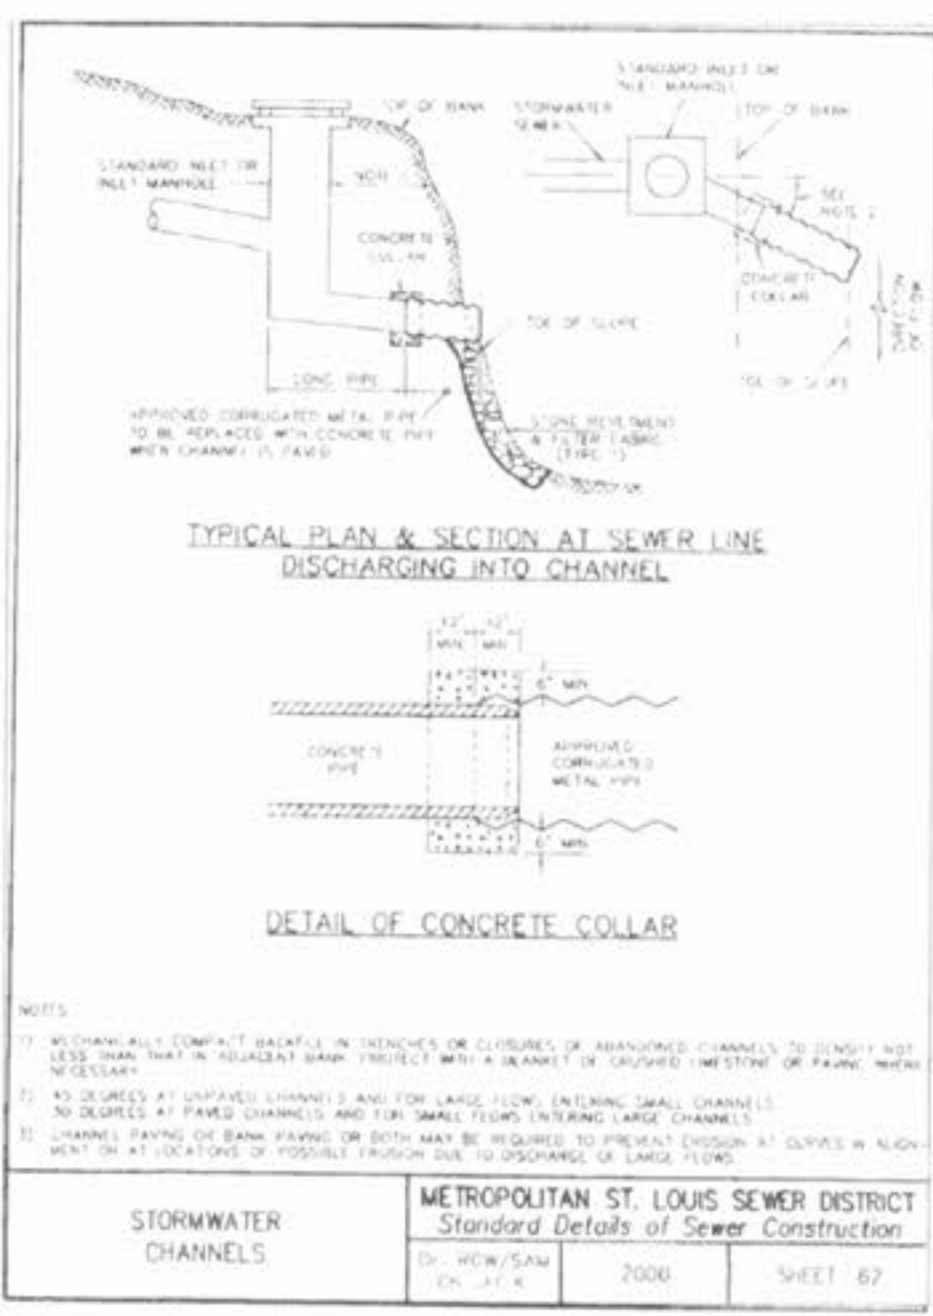 STANDARD INLET OR
INLET MANHOLE
TOP OF BANK
STORMWATER
SEWER
TOP OF BANK
STANDARD INLET OR
INLET MANHOLE
CONCRETE
SEE
NOTE 2
CONCRETE
COLLAR
DIRECTION
OF FLOW
TOE OF SLOPE
TOE OF SLOPE
LONG PIPE
APPROVED CORRUGATED METAL PIPE
TO BE REPLACED WITH CONCRETE PIPE
WHEN CHANNEL IS PAVED
STONE REVETMENT
& FILTER FABRIC
(TYPE 1)
TYPICAL PLAN & SECTION AT SEWER LINE
DISCHARGING INTO CHANNEL
12" 12"
MIN. MIN.
6" MIN
CONCRETE
PIPE
APPROVED
CORRUGATED
METAL PIPE
6" MIN
DETAIL OF CONCRETE COLLAR
NOTES
1) MECHANICALLY COMPACT BACKFILL IN TRENCHES OR CLOSURES OF ABANDONED CHANNELS TO DENSITY NOT
LESS THAN THAT IN ADJACENT BANK. PROTECT WITH A BLANKET OF CRUSHED LIMESTONE OR PAVING WHERE
NECESSARY.
2) 45 DEGREES AT UNPAVED CHANNELS AND FOR LARGE FLOWS ENTERING SMALL CHANNELS.
30 DEGREES AT PAVED CHANNELS AND FOR SMALL FLOWS ENTERING LARGE CHANNELS.
3) CHANNEL PAVING OR BANK PAVING OR BOTH MAY BE REQUIRED TO PREVENT EROSION AT CURVES IN ALIGN-
MENT OR AT LOCATIONS OF POSSIBLE EROSION DUE TO DISCHARGE OF LARGE FLOWS.
STORMWATER
CHANNELS
METROPOLITAN ST. LOUIS SEWER DISTRICT
Standard Details of Sewer Construction
2000
SHEET 67